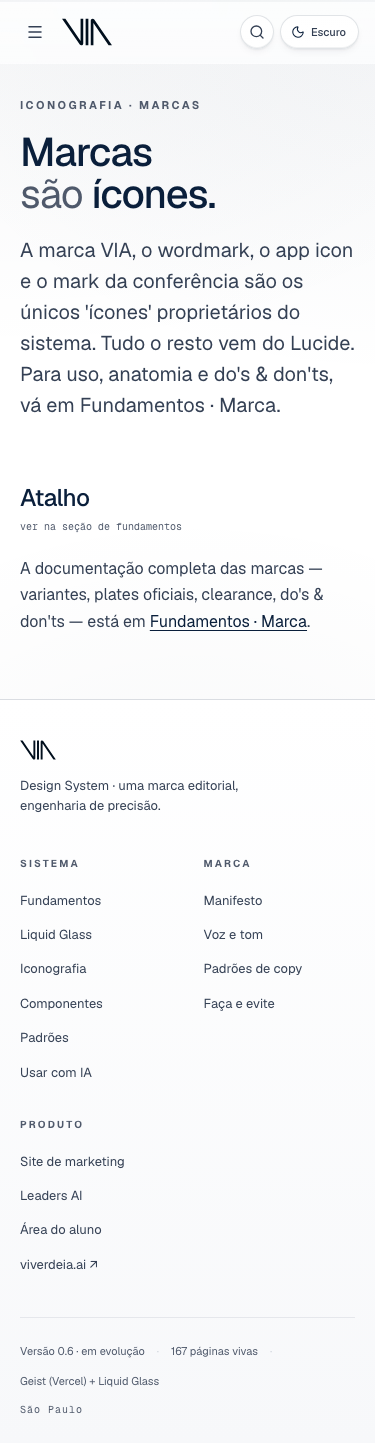 VIA
Escuro
ICONOGRAFIA · MARCAS
Marcas
são ícones.
A marca VIA, o wordmark, o app icon
e o mark da conferência são os
únicos 'ícones' proprietários do
sistema. Tudo o resto vem do Lucide.
Para uso, anatomia e do's & don'ts,
vá em Fundamentos · Marca.
Atalho
ver na seção de fundamentos
A documentação completa das marcas —
variantes, plates oficiais, clearance, do's &
don'ts — está em Fundamentos · Marca.
VIA
Design System · uma marca editorial,
engenharia de precisão.
SISTEMA
Fundamentos
Liquid Glass
Iconografia
Componentes
Padrões
Usar com IA
MARCA
Manifesto
Voz e tom
Padrões de copy
Faça e evite
PRODUTO
Site de marketing
Leaders AI
Área do aluno
viverdeia.ai ↗
Versão 0.6 · em evolução · 167 páginas vivas ·
Geist (Vercel) + Liquid Glass
São Paulo